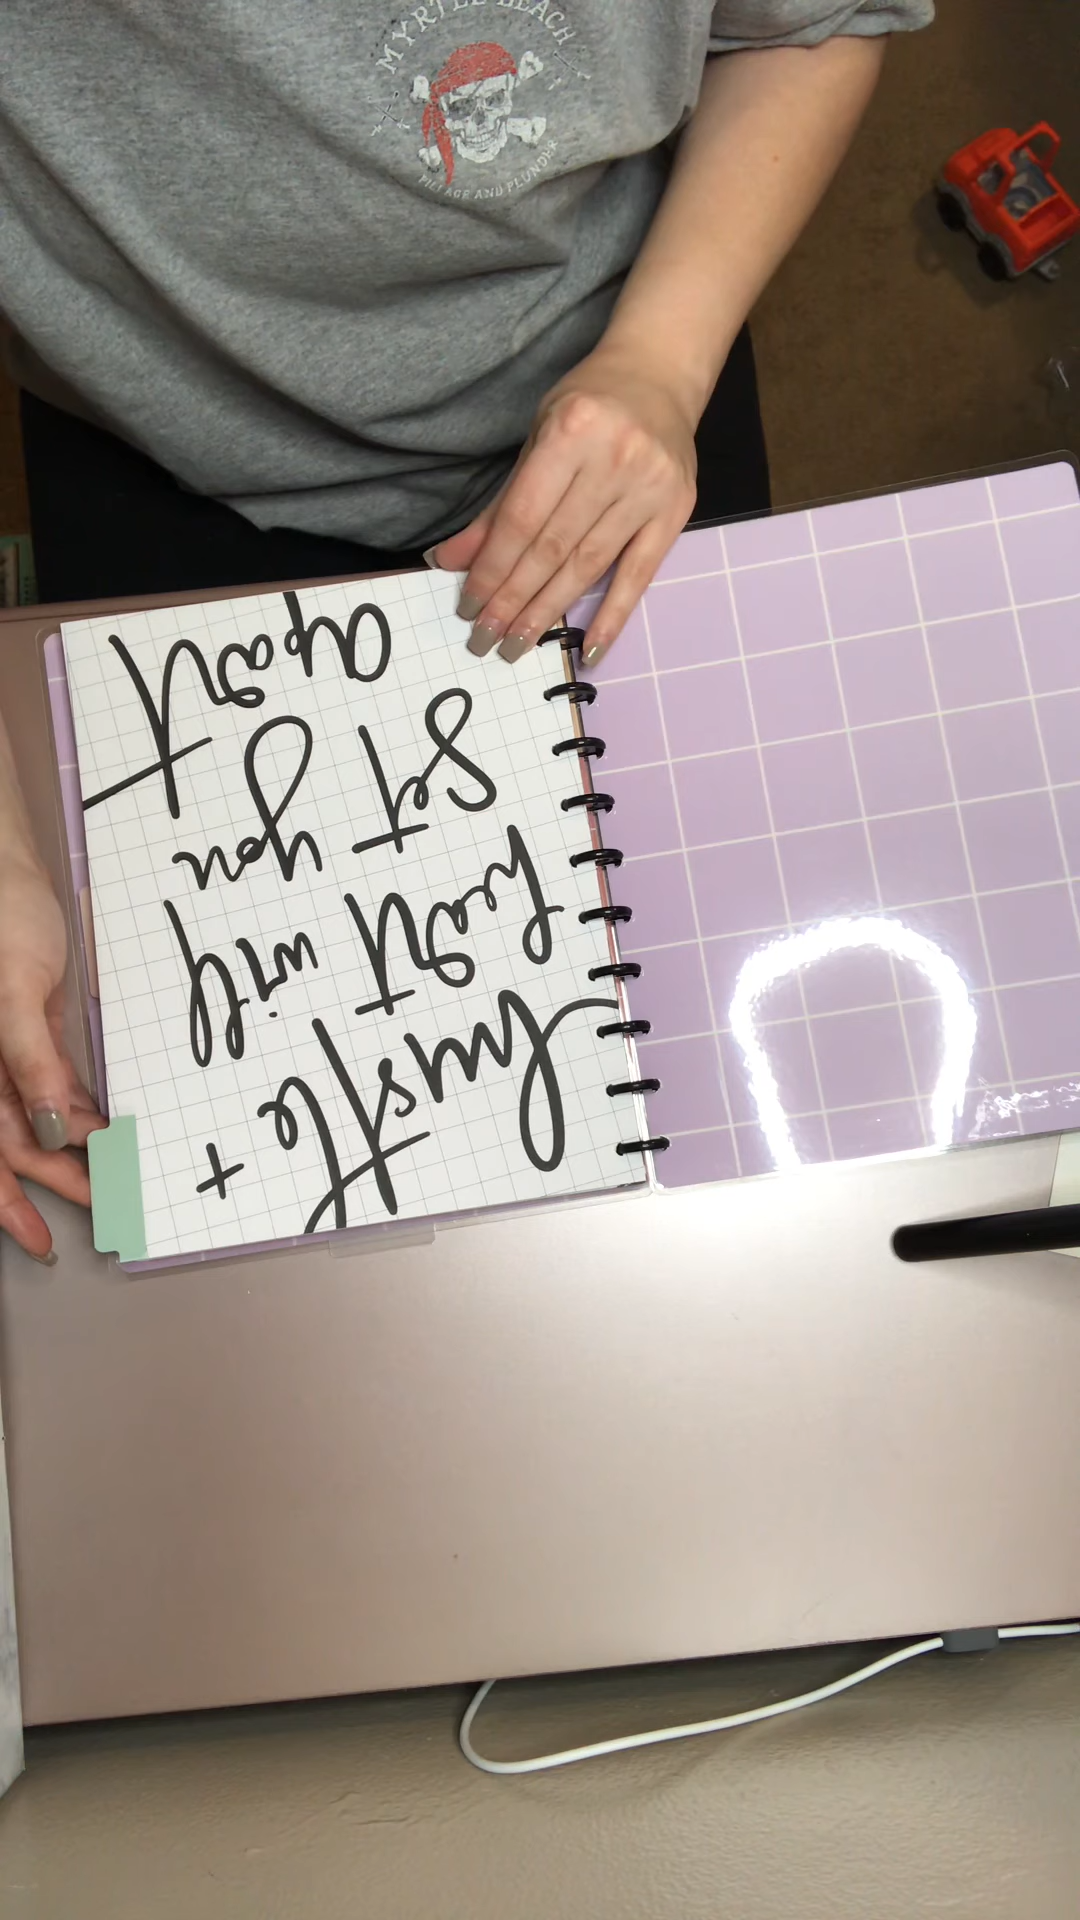 MYRTLE BEACH
PILLAGE AND PLUNDER
hustle +
heart will
set you
apart